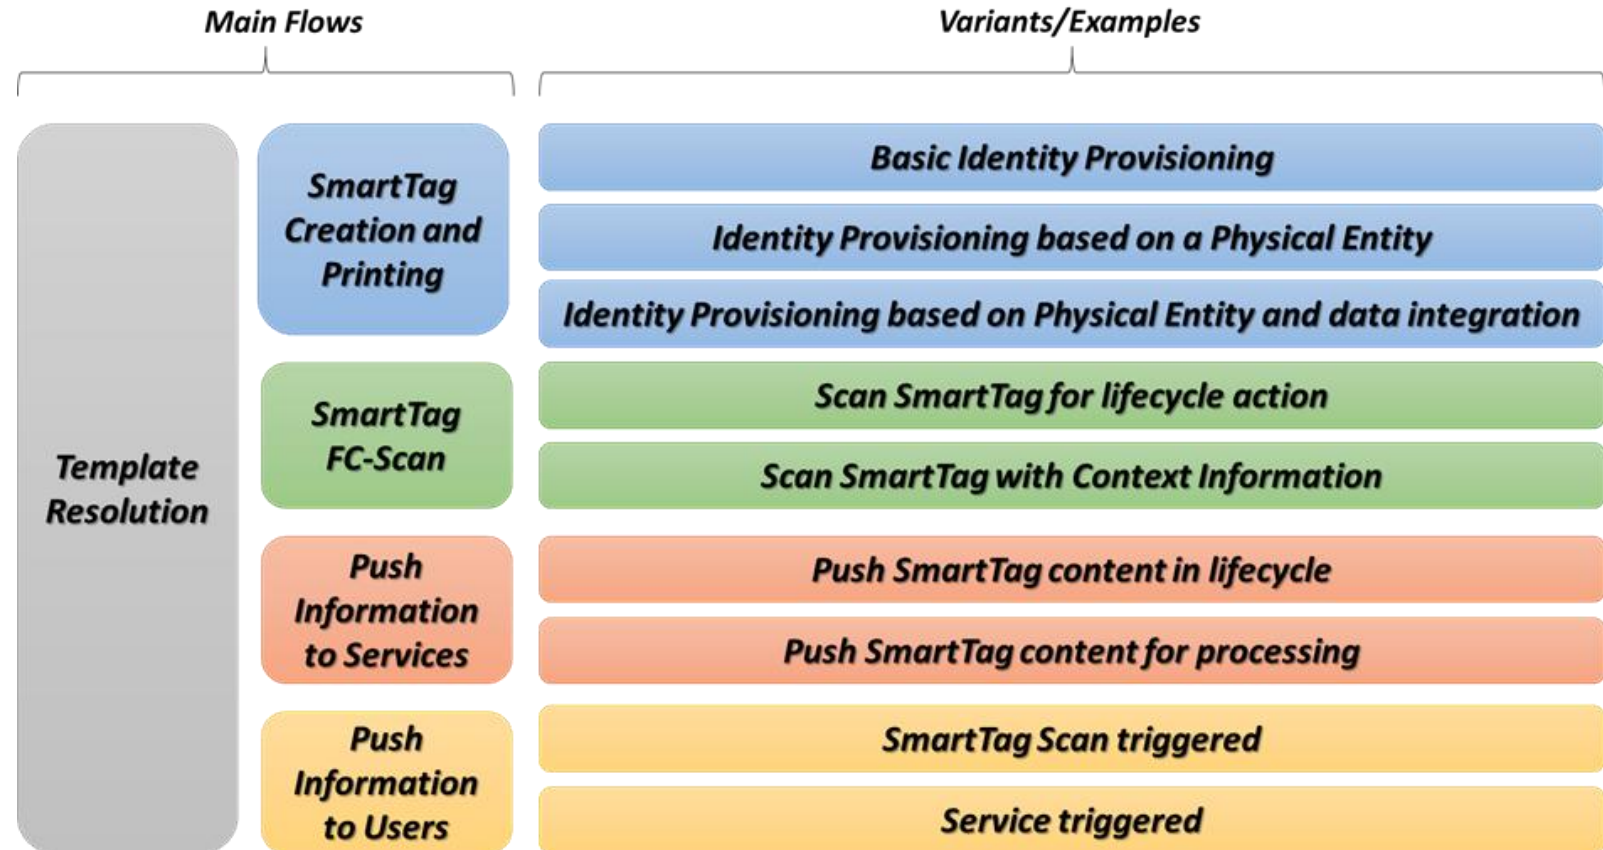 Main Flows
Variants/Examples
Template
Resolution
SmartTag
Creation and
Printing
Basic Identity Provisioning
Identity Provisioning based on a Physical Entity
Identity Provisioning based on Physical Entity and data integration
SmartTag
FC-Scan
Scan SmartTag for lifecycle action
Scan SmartTag with Context Information
Push
Information
to Services
Push SmartTag content in lifecycle
Push SmartTag content for processing
Push
Information
to Users
SmartTag Scan triggered
Service triggered